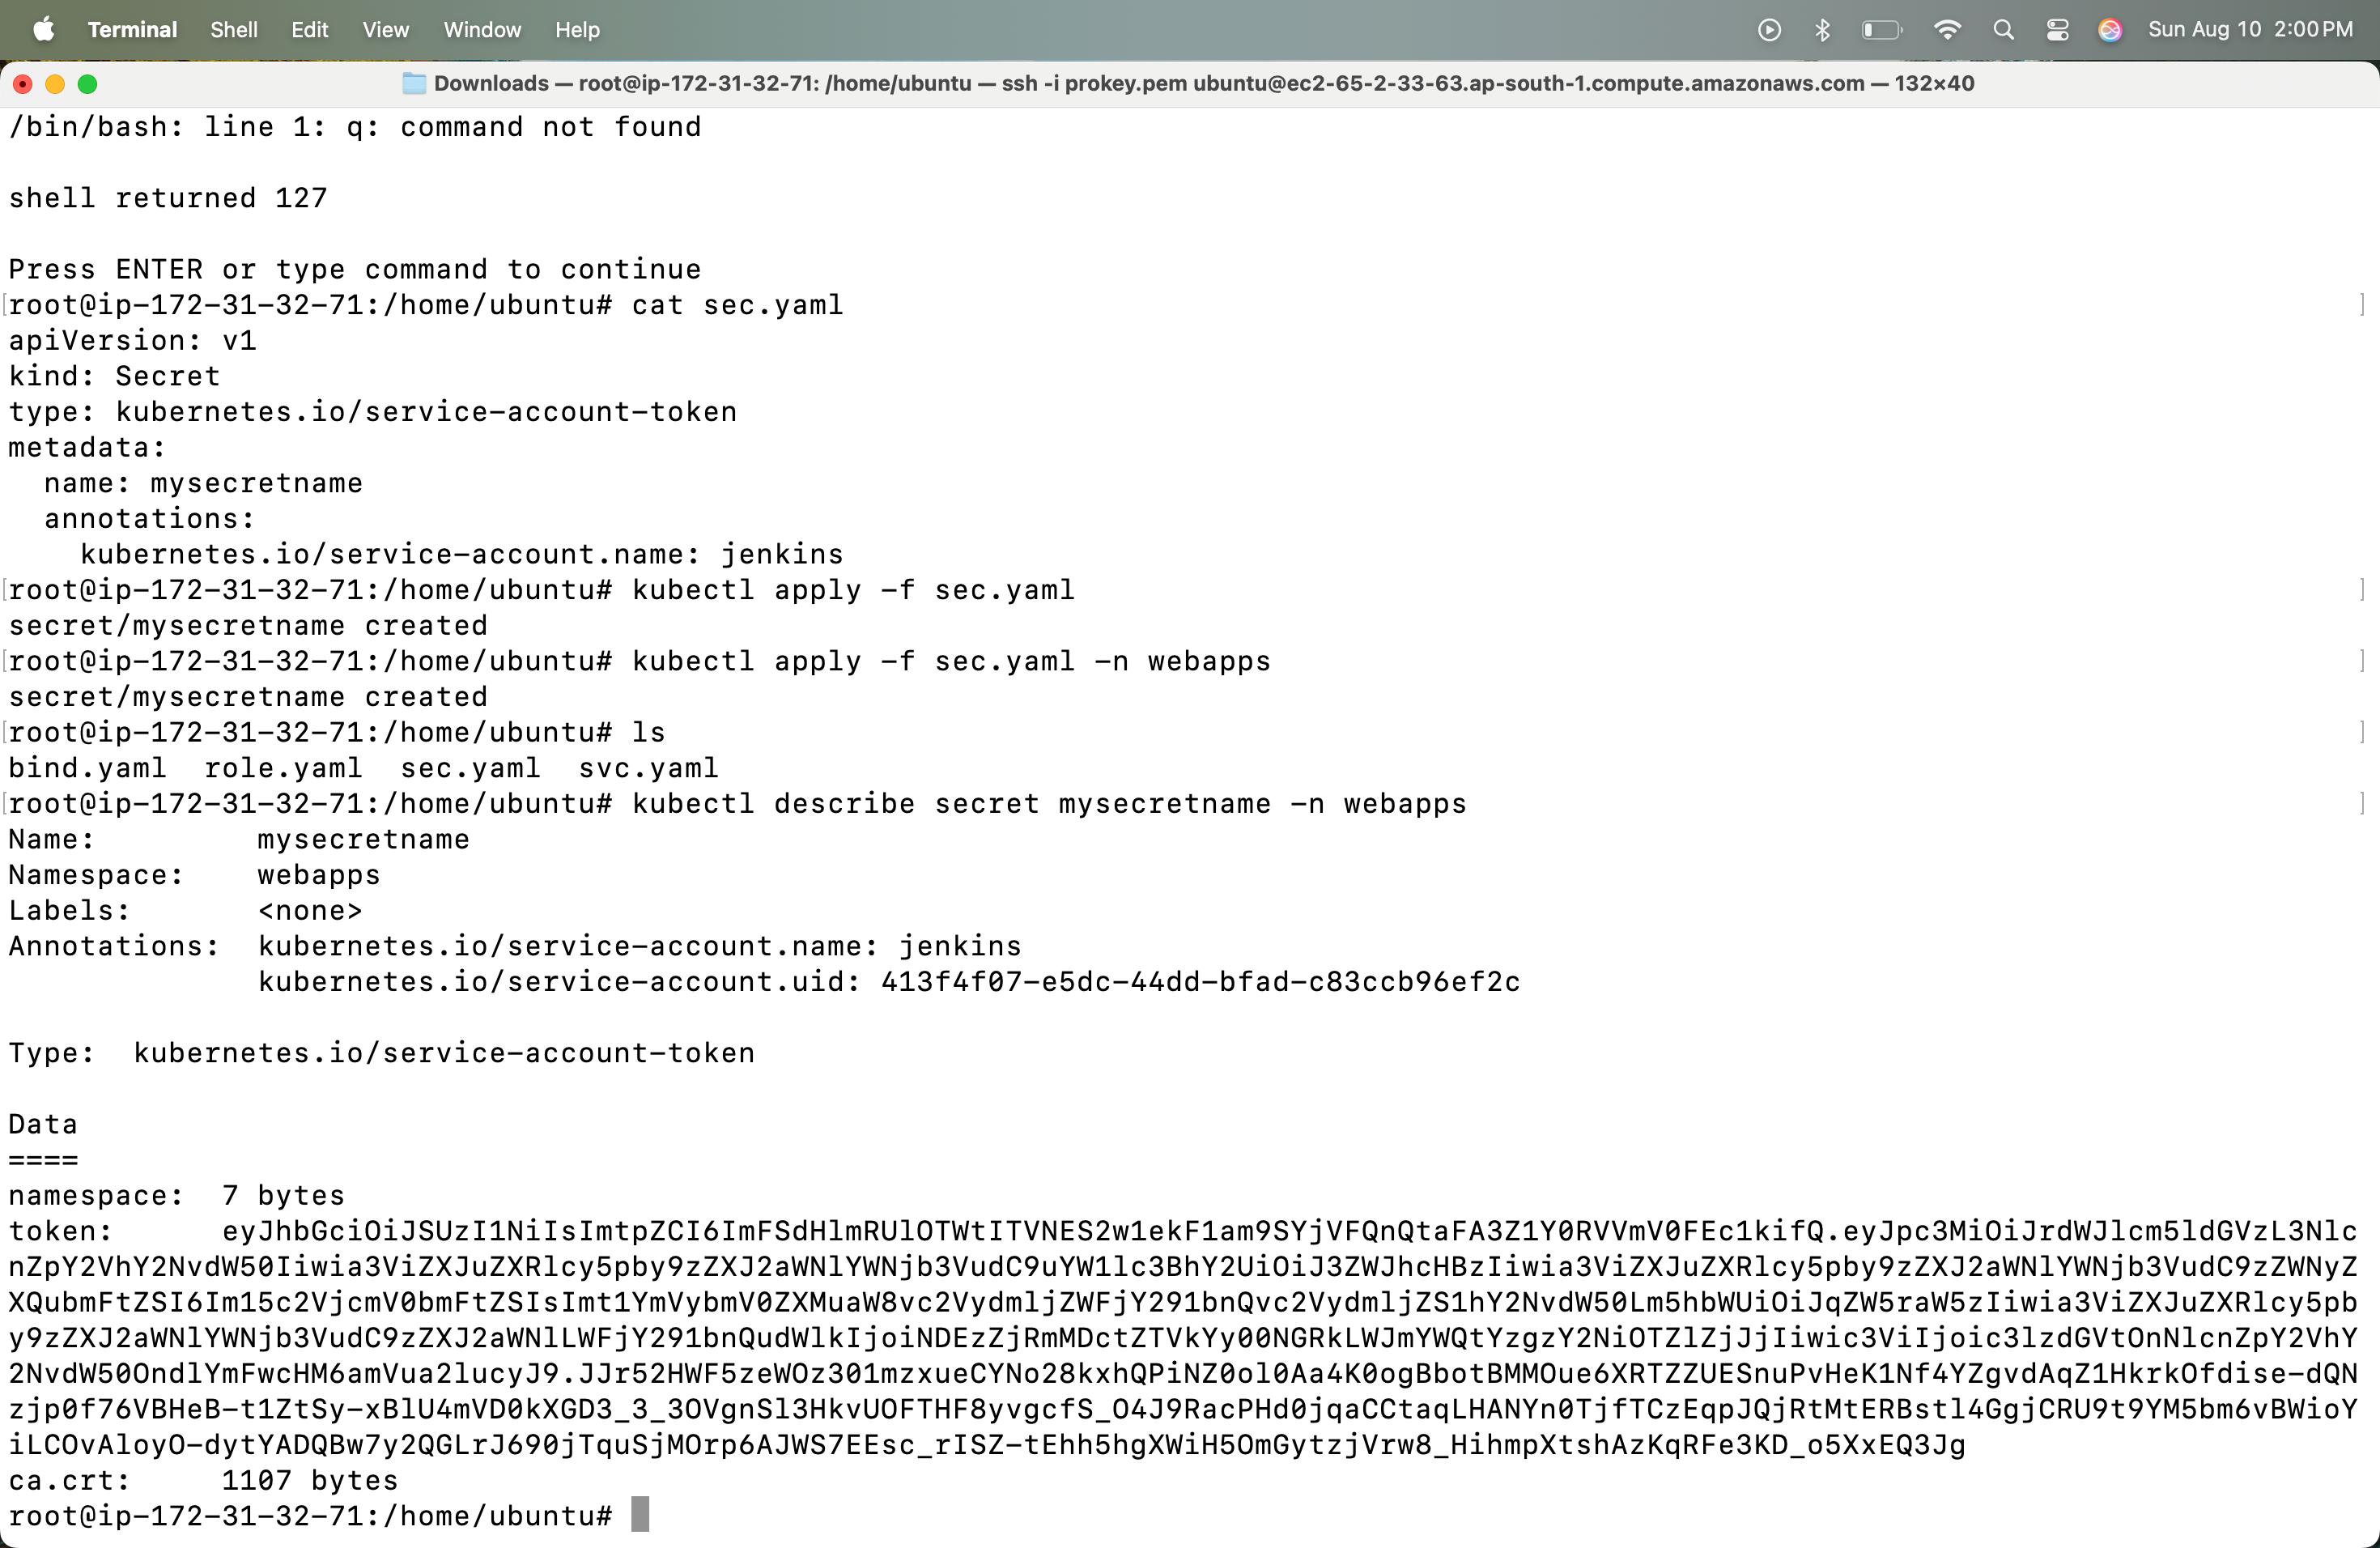 Terminal Shell Edit View Window Help Sun Aug 10 2:00 PM
Downloads — root@ip-172-31-32-71: /home/ubuntu — ssh -i prokey.pem ubuntu@ec2-65-2-33-63.ap-south-1.compute.amazonaws.com — 132×40
/bin/bash: line 1: q: command not found
shell returned 127
Press ENTER or type command to continue
[root@ip-172-31-32-71:/home/ubuntu# cat sec.yaml ]
apiVersion: v1
kind: Secret
type: kubernetes.io/service-account-token
metadata:
  name: mysecretname
  annotations:
    kubernetes.io/service-account.name: jenkins
[root@ip-172-31-32-71:/home/ubuntu# kubectl apply -f sec.yaml ]
secret/mysecretname created
[root@ip-172-31-32-71:/home/ubuntu# kubectl apply -f sec.yaml -n webapps ]
secret/mysecretname created
[root@ip-172-31-32-71:/home/ubuntu# ls ]
bind.yaml  role.yaml  sec.yaml  svc.yaml
[root@ip-172-31-32-71:/home/ubuntu# kubectl describe secret mysecretname -n webapps ]
Name:         mysecretname
Namespace:    webapps
Labels:       <none>
Annotations:  kubernetes.io/service-account.name: jenkins
              kubernetes.io/service-account.uid: 413f4f07-e5dc-44dd-bfad-c83ccb96ef2c
Type:  kubernetes.io/service-account-token
Data
====
namespace:  7 bytes
token:      eyJhbGciOiJSUzI1NiIsImtpZCI6ImFSdHlmRUlOTWtITVNES2w1ekF1am9SYjVFQnQtaFA3Z1Y0RVVmV0FEc1kifQ.eyJpc3MiOiJrdWJlcm5ldGVzL3Nlc
nZpY2VhY2NvdW50Iiwia3ViZXJuZXRlcy5pby9zZXJ2aWNlYWNjb3VudC9uYW1lc3BhY2UiOiJ3ZWJhcHBzIiwia3ViZXJuZXRlcy5pby9zZXJ2aWNlYWNjb3VudC9zZWNyZ
XQubmFtZSI6Im15c2VjcmV0bmFtZSIsImt1YmVybmV0ZXMuaW8vc2VydmljZWFjY291bnQvc2VydmljZS1hY2NvdW50Lm5hbWUiOiJqZW5raW5zIiwia3ViZXJuZXRlcy5pb
y9zZXJ2aWNlYWNjb3VudC9zZXJ2aWNlLWFjY291bnQudWlkIjoiNDEzZjRmMDctZTVkYy00NGRkLWJmYWQtYzgzY2NiOTZlZjJjIiwic3ViIjoic3lzdGVtOnNlcnZpY2VhY
2NvdW50OndlYmFwcHM6amVua2lucyJ9.JJr52HWF5zeWOz301mzxueCYNo28kxhQPiNZ0ol0Aa4K0ogBbotBMMOue6XRTZZUESnuPvHeK1Nf4YZgvdAqZ1HkrkOfdise-dQN
zjp0f76VBHeB-t1ZtSy-xBlU4mVD0kXGD3_3_3OVgnSl3HkvUOFTHF8yvgcfS_O4J9RacPHd0jqaCCtaqLHANYn0TjfTCzEqpJQjRtMtERBstl4GgjCRU9t9YM5bm6vBWioY
iLCOvAloyO-dytYADQBw7y2QGLrJ690jTquSjMOrp6AJWS7EEsc_rISZ-tEhh5hgXWiH5OmGytzjVrw8_HihmpXtshAzKqRFe3KD_o5XxEQ3Jg
ca.crt:     1107 bytes
root@ip-172-31-32-71:/home/ubuntu#